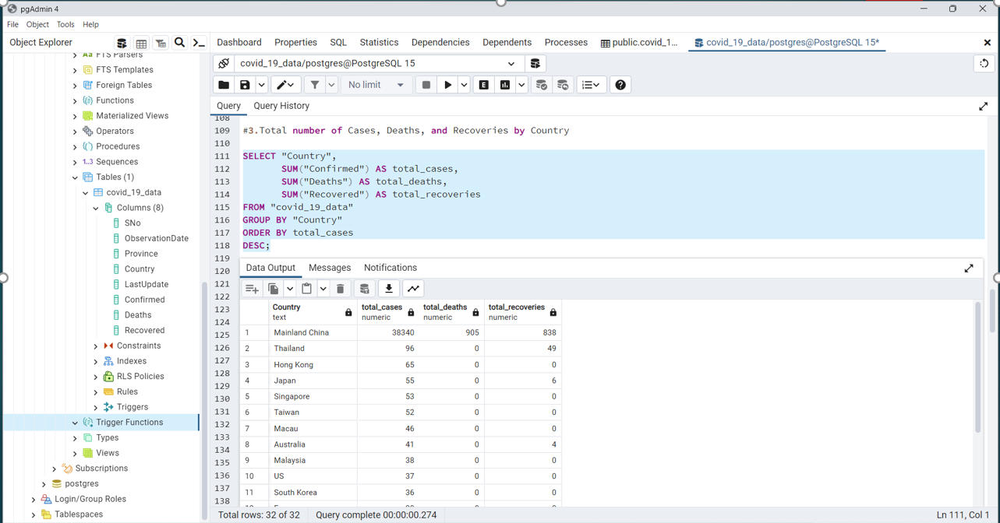 pgAdmin 4
File Object Tools Help
Object Explorer
FTS Parsers
FTS Templates
Foreign Tables
Functions
Materialized Views
Operators
Procedures
1..3 Sequences
Tables (1)
covid_19_data
Columns (8)
SNo
ObservationDate
Province
Country
LastUpdate
Confirmed
Deaths
Recovered
Constraints
Indexes
RLS Policies
Rules
Triggers
Trigger Functions
Types
Views
Subscriptions
postgres
Login/Group Roles
Tablespaces
Dashboard Properties SQL Statistics Dependencies Dependents Processes public.covid_1... covid_19_data/postgres@PostgreSQL 15*
covid_19_data/postgres@PostgreSQL 15
No limit
E
Query Query History
108
109 #3.Total number of Cases, Deaths, and Recoveries by Country
110
111 SELECT "Country",
112 SUM("Confirmed") AS total_cases,
113 SUM("Deaths") AS total_deaths,
114 SUM("Recovered") AS total_recoveries
115 FROM "covid_19_data"
116 GROUP BY "Country"
117 ORDER BY total_cases
118 DESC;
119
120
121
122
123
124
125
126
127
128
129
130
131
132
133
134
135
136
137
138
Data Output Messages Notifications
Country total_cases total_deaths total_recoveries
text numeric numeric numeric
1 Mainland China 38340 905 838
2 Thailand 96 0 49
3 Hong Kong 65 0 0
4 Japan 55 0 6
5 Singapore 53 0 0
6 Taiwan 52 0 0
7 Macau 46 0 0
8 Australia 41 0 4
9 Malaysia 38 0 0
10 US 37 0 0
11 South Korea 36 0 0
Total rows: 32 of 32 Query complete 00:00:00.274 Ln 111, Col 1